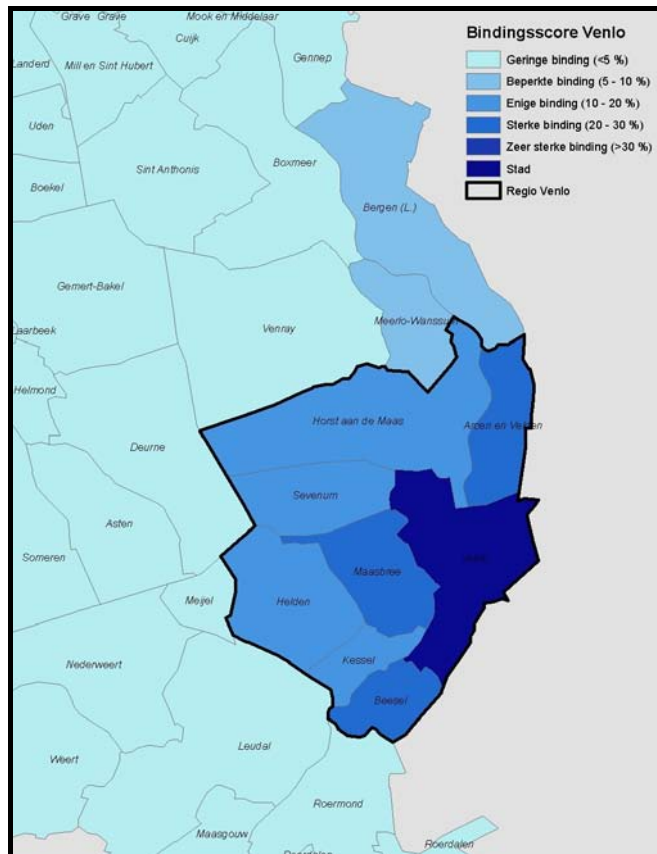 Bindingsscore Venlo
Geringe binding (<5 %)
Beperkte binding (5 - 10 %)
Enige binding (10 - 20 %)
Sterke binding (20 - 30 %)
Zeer sterke binding (>30 %)
Stad
Regio Venlo
Grave
Grave
Mook en Middelaar
Cuijk
Gennep
Landerd
Mill en Sint Hubert
Uden
Boxmeer
Sint Anthonis
Boekel
Bergen (L.)
Gemert-Bakel
Venray
Meerlo-Wanssum
Laarbeek
Helmond
Horst aan de Maas
Arcen en Velden
Deurne
Sevenum
Asten
Someren
Venlo
Maasbree
Meijel
Helden
Kessel
Nederweert
Beesel
Weert
Leudal
Roermond
Maasgouw
Roerdalen